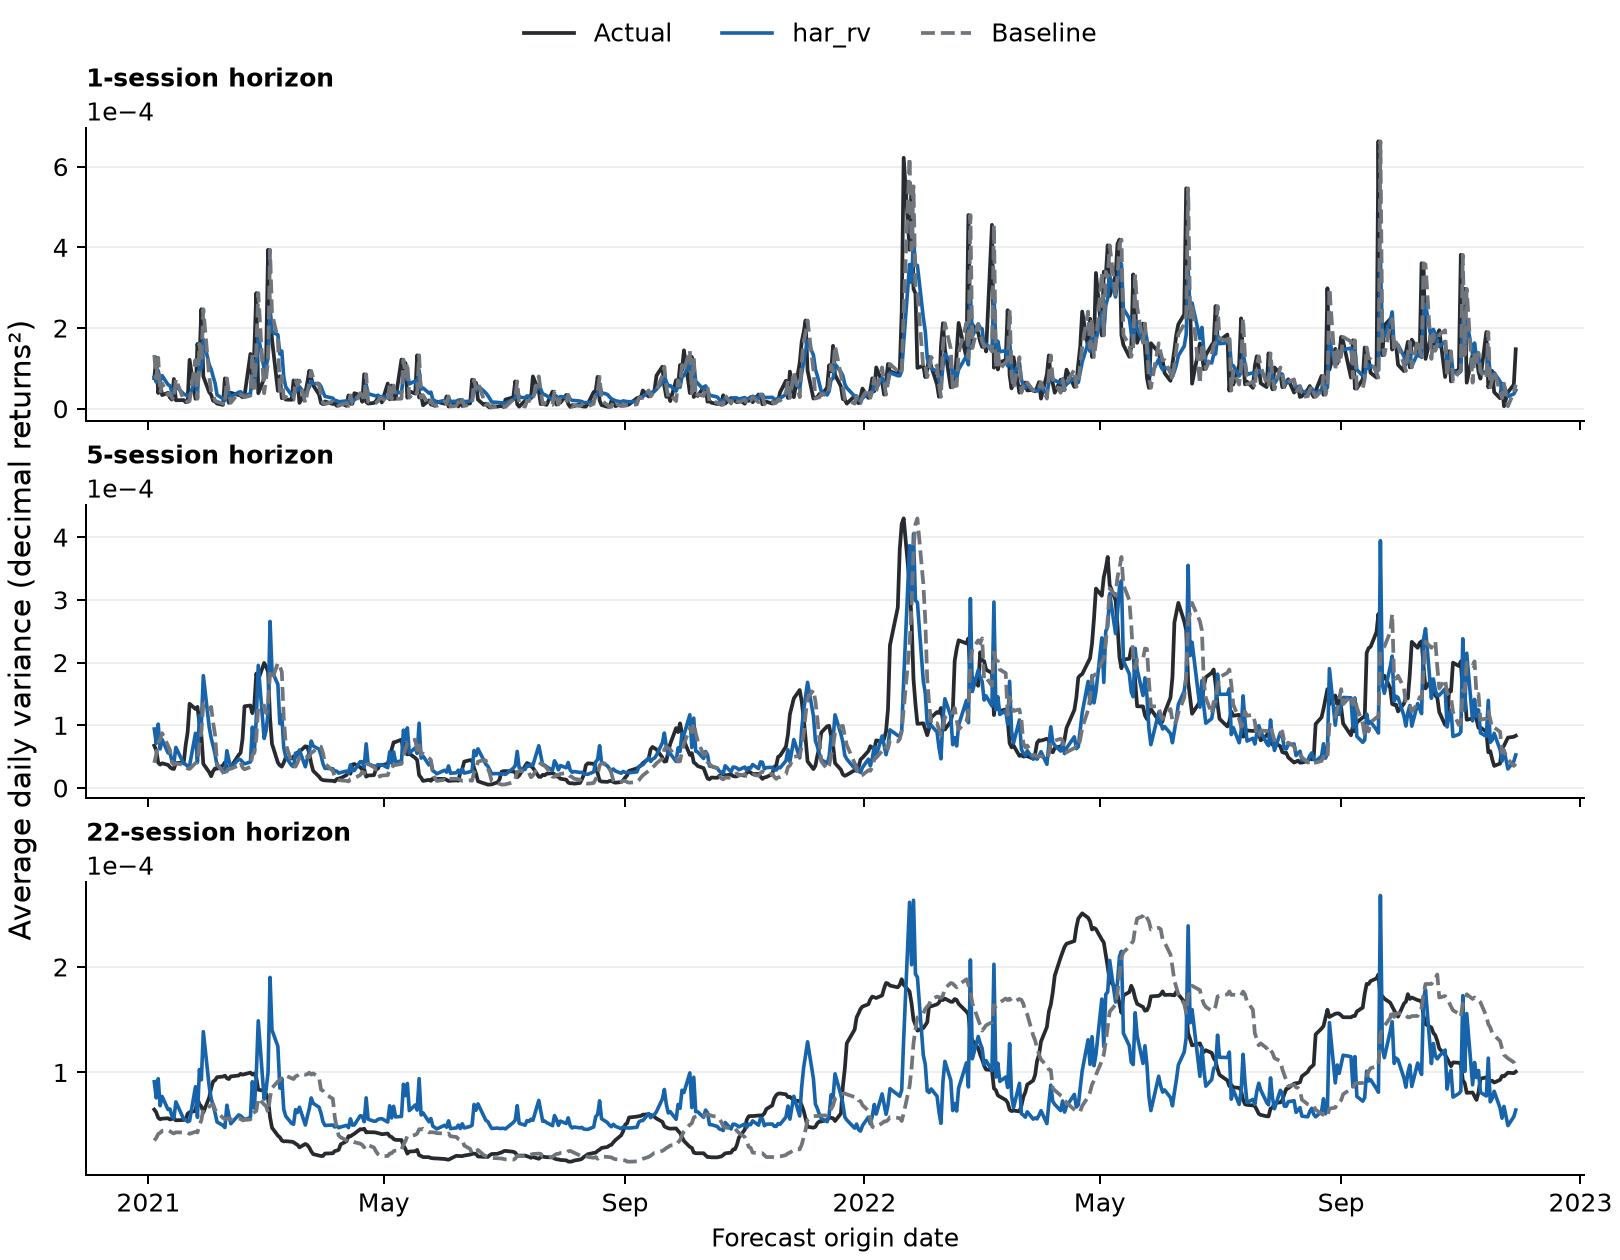 Actual har_rv Baseline
1-session horizon
1e−4
6
4
2
0
5-session horizon
1e−4
4
3
2
1
0
22-session horizon
1e−4
2
1
2021 May Sep 2022 May Sep 2023
Forecast origin date
Average daily variance (decimal returns²)